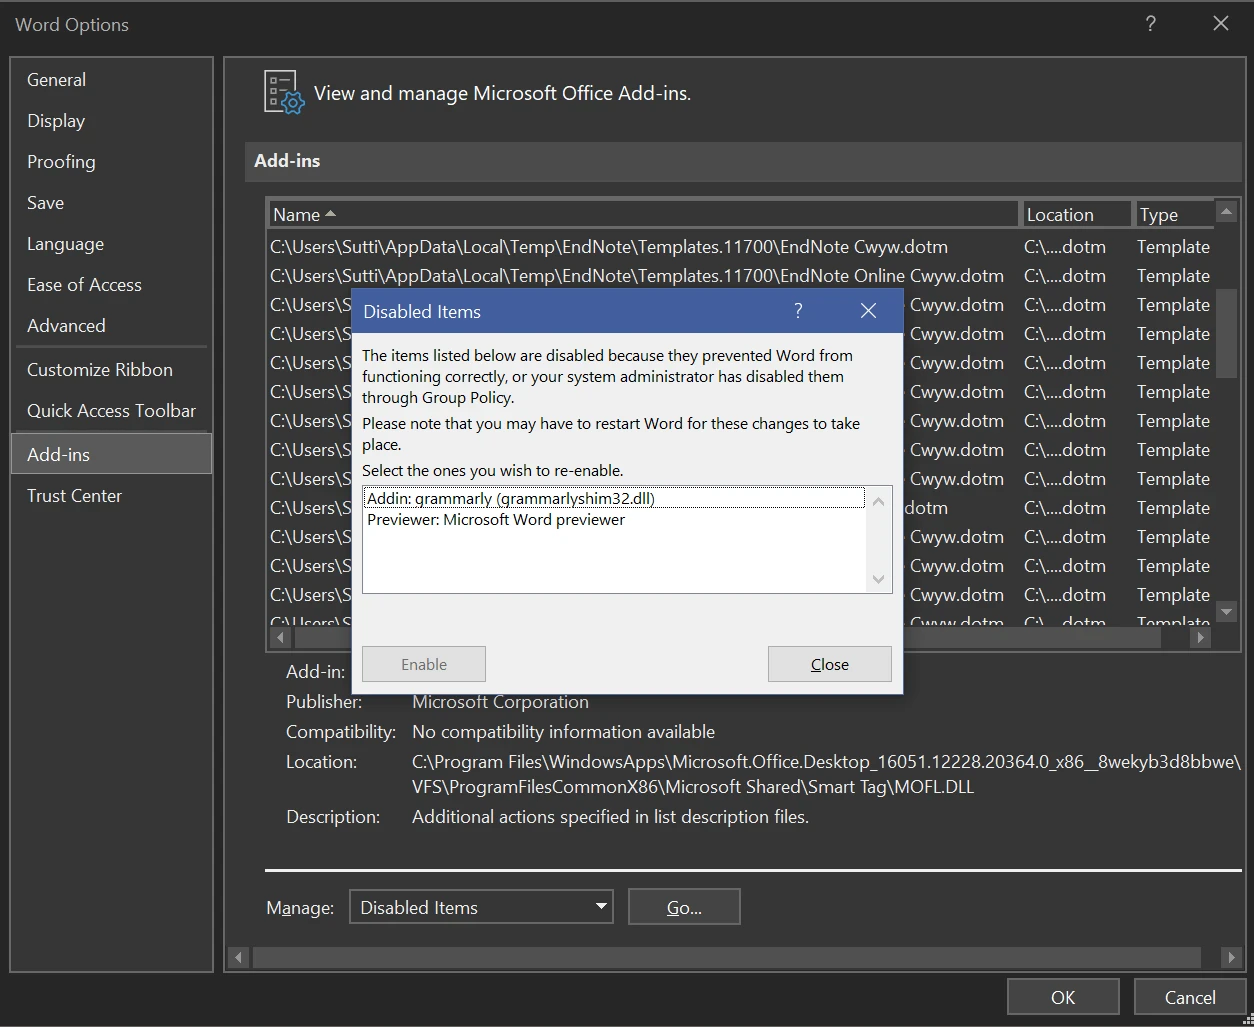 Word Options
?
General
Display
Proofing
Save
Language
Ease of Access
Advanced
Customize Ribbon
Quick Access Toolbar
Add-ins
Trust Center
View and manage Microsoft Office Add-ins.
Add-ins
Name Location Type
C:\Users\Sutti\AppData\Local\Temp\EndNote\Templates.11700\EndNote Cwyw.dotm C:\....dotm Template
C:\Users\Sutti\AppData\Local\Temp\EndNote\Templates.11700\EndNote Online Cwyw.dotm C:\....dotm Template
C:\Users\S Cwyw.dotm C:\....dotm Template
C:\Users\S Cwyw.dotm C:\....dotm Template
C:\Users\S Cwyw.dotm C:\....dotm Template
C:\Users\S Cwyw.dotm C:\....dotm Template
C:\Users\S Cwyw.dotm C:\....dotm Template
C:\Users\S Cwyw.dotm C:\....dotm Template
C:\Users\S Cwyw.dotm C:\....dotm Template
C:\Users\S dotm C:\....dotm Template
C:\Users\S Cwyw.dotm C:\....dotm Template
C:\Users\S Cwyw.dotm C:\....dotm Template
C:\Users\S Cwyw.dotm C:\....dotm Template
C:\Users\S Cwyw.dotm C:\....dotm Template
Disabled Items
?
The items listed below are disabled because they prevented Word from
functioning correctly, or your system administrator has disabled them
through Group Policy.
Please note that you may have to restart Word for these changes to take
place.
Select the ones you wish to re-enable.
Addin: grammarly (grammarlyshim32.dll)
Previewer: Microsoft Word previewer
Enable
Close
Add-in:
Publisher: Microsoft Corporation
Compatibility: No compatibility information available
Location: C:\Program Files\WindowsApps\Microsoft.Office.Desktop_16051.12228.20364.0_x86__8wekyb3d8bbwe\
VFS\ProgramFilesCommonX86\Microsoft Shared\Smart Tag\MOFL.DLL
Description: Additional actions specified in list description files.
Manage: Disabled Items Go...
OK
Cancel